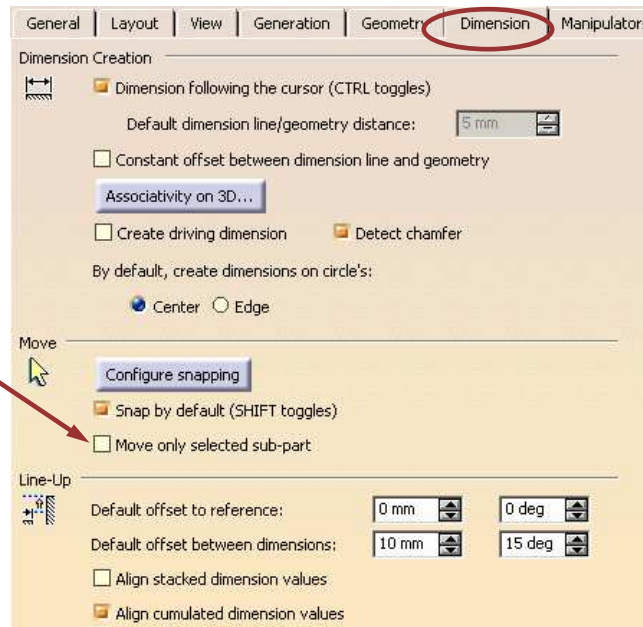 General Layout View Generation Geometry Dimension Manipulator
Dimension Creation
Dimension following the cursor (CTRL toggles)
Default dimension line/geometry distance: 5 mm
Constant offset between dimension line and geometry
Associativity on 3D...
Create driving dimension Detect chamfer
By default, create dimensions on circle's:
Center Edge
Move
Configure snapping
Snap by default (SHIFT toggles)
Move only selected sub-part
Line-Up
Default offset to reference: 0 mm 0 deg
Default offset between dimensions: 10 mm 15 deg
Align stacked dimension values
Align cumulated dimension values